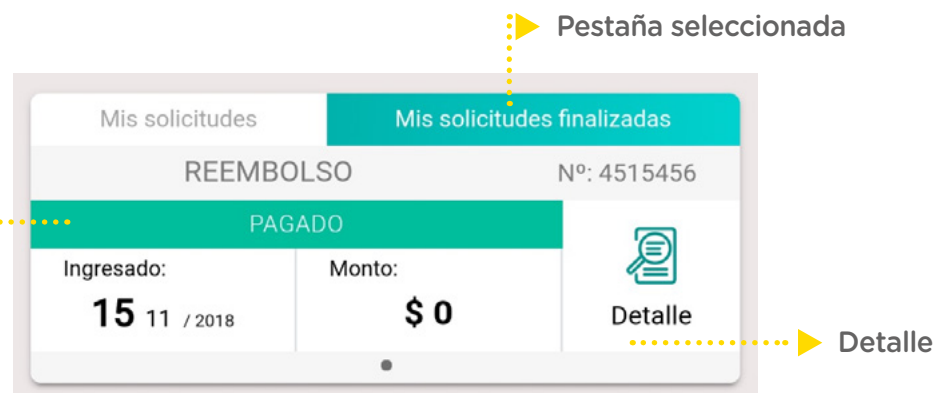 Pestaña seleccionada
Mis solicitudes
Mis solicitudes finalizadas
REEMBOLSO
Nº: 4515456
PAGADO
Ingresado:
Monto:
15 11 / 2018
$ 0
Detalle
Detalle